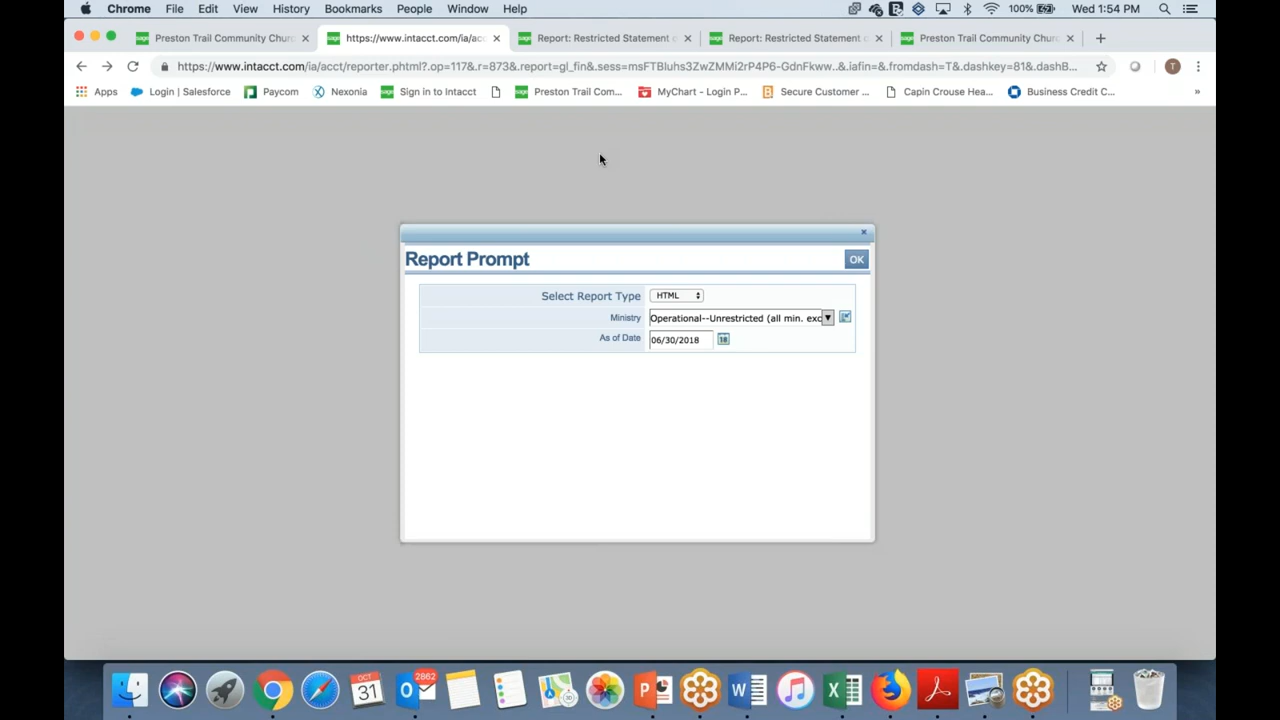 Chrome File Edit View History Bookmarks People Window Help 100% Wed 1:54 PM
Preston Trail Community Churc × https://www.intacct.com/ia/acc × Report: Restricted Statement o × Report: Restricted Statement o × Preston Trail Community Churc × +
https://www.intacct.com/ia/acct/reporter.phtml?.op=117&.r=873&.report=gl_fin&.sess=msFTBluhs3ZwZMMi2rP4P6-GdnFkww..&.iafin=&.fromdash=T&.dashkey=81&.dashB... T
Apps Login | Salesforce Paycom Nexonia Sign in to Intacct Preston Trail Com... MyChart - Login P... Secure Customer ... Capin Crouse Hea... Business Credit C... »
×
Report Prompt OK
Select Report Type HTML
Ministry Operational--Unrestricted (all min. exc
As of Date 06/30/2018 18
OCT
31
2862